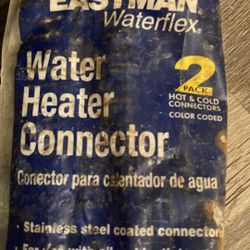 EASTMAN
Waterflex®
Water
Heater
Connector
2
PACK
HOT & COLD
CONNECTORS
COLOR CODED
Conector para calentador de agua
• Stainless steel coated connector